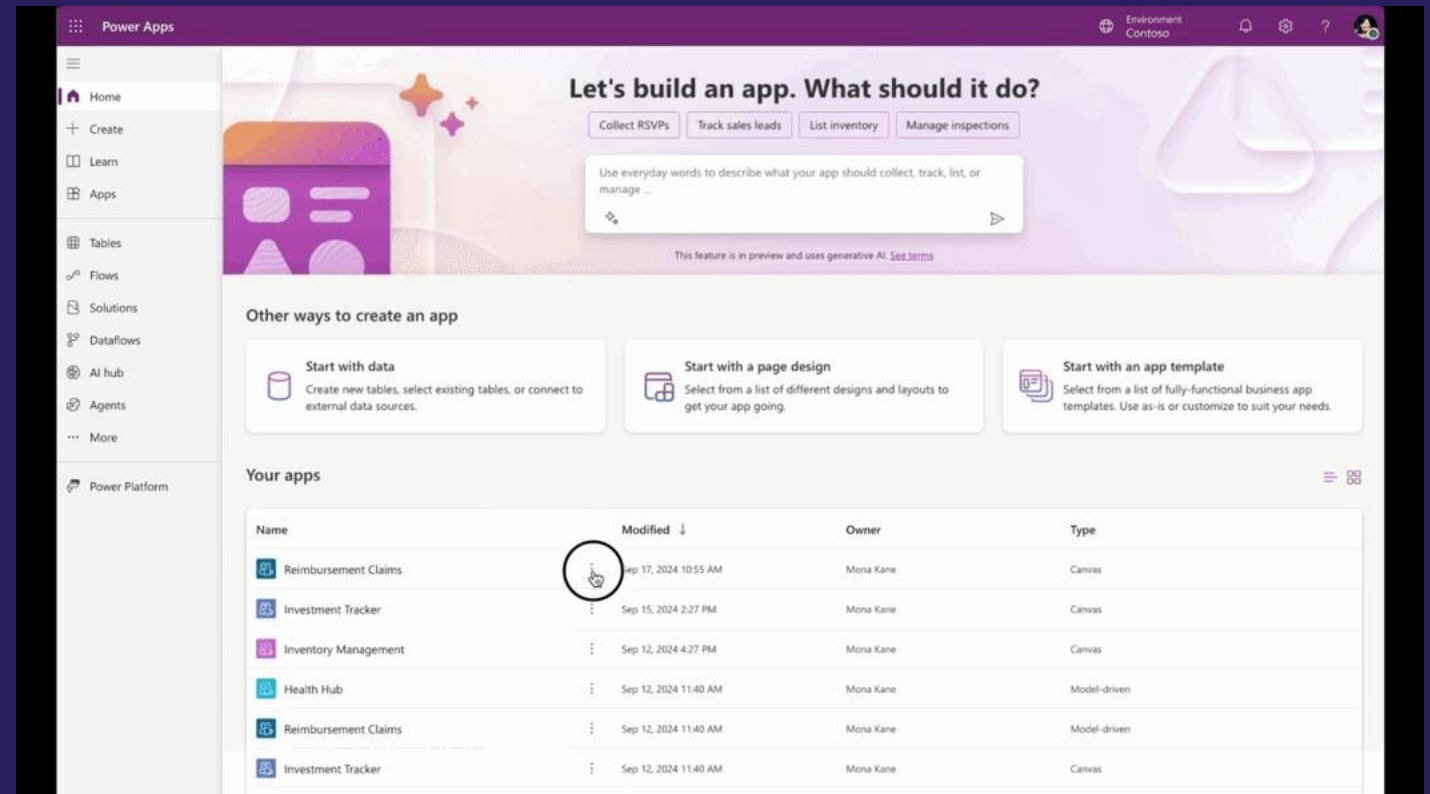 Power Apps
Environment
Contoso
?
Home
Create
Learn
Apps
Tables
Flows
Solutions
Dataflows
AI hub
Agents
More
Power Platform
Let's build an app. What should it do?
Collect RSVPs Track sales leads List inventory Manage inspections
Use everyday words to describe what your app should collect, track, list, or
manage ...
This feature is in preview and uses generative AI. See terms
Other ways to create an app
Start with data
Create new tables, select existing tables, or connect to
external data sources.
Start with a page design
Select from a list of different designs and layouts to
get your app going.
Start with an app template
Select from a list of fully-functional business app
templates. Use as-is or customize to suit your needs.
Your apps
Name Modified ↓ Owner Type
Reimbursement Claims Sep 17, 2024 10:55 AM Mona Kane Canvas
Investment Tracker Sep 15, 2024 2:27 PM Mona Kane Canvas
Inventory Management Sep 12, 2024 4:27 PM Mona Kane Canvas
Health Hub Sep 12, 2024 11:40 AM Mona Kane Model-driven
Reimbursement Claims Sep 12, 2024 11:40 AM Mona Kane Model-driven
Investment Tracker Sep 12, 2024 11:40 AM Mona Kane Canvas